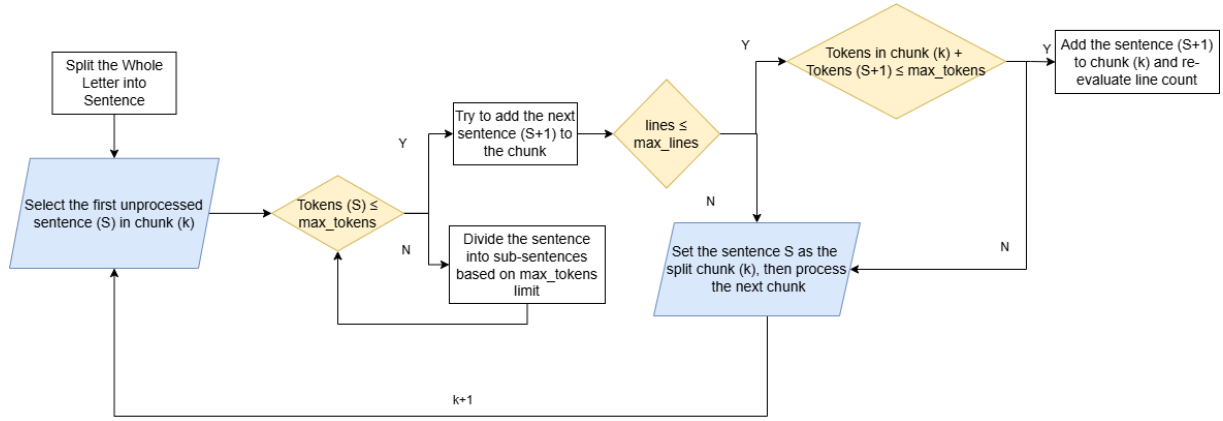 Split the Whole
Letter into
Sentence
Select the first unprocessed
sentence (S) in chunk (k)
Tokens (S) ≤
max_tokens
Y
N
Try to add the next
sentence (S+1) to
the chunk
Divide the sentence
into sub-sentences
based on max_tokens
limit
lines ≤
max_lines
Y
N
Tokens in chunk (k) +
Tokens (S+1) ≤ max_tokens
Y
N
Add the sentence (S+1)
to chunk (k) and re-
evaluate line count
Set the sentence S as the
split chunk (k), then process
the next chunk
k+1